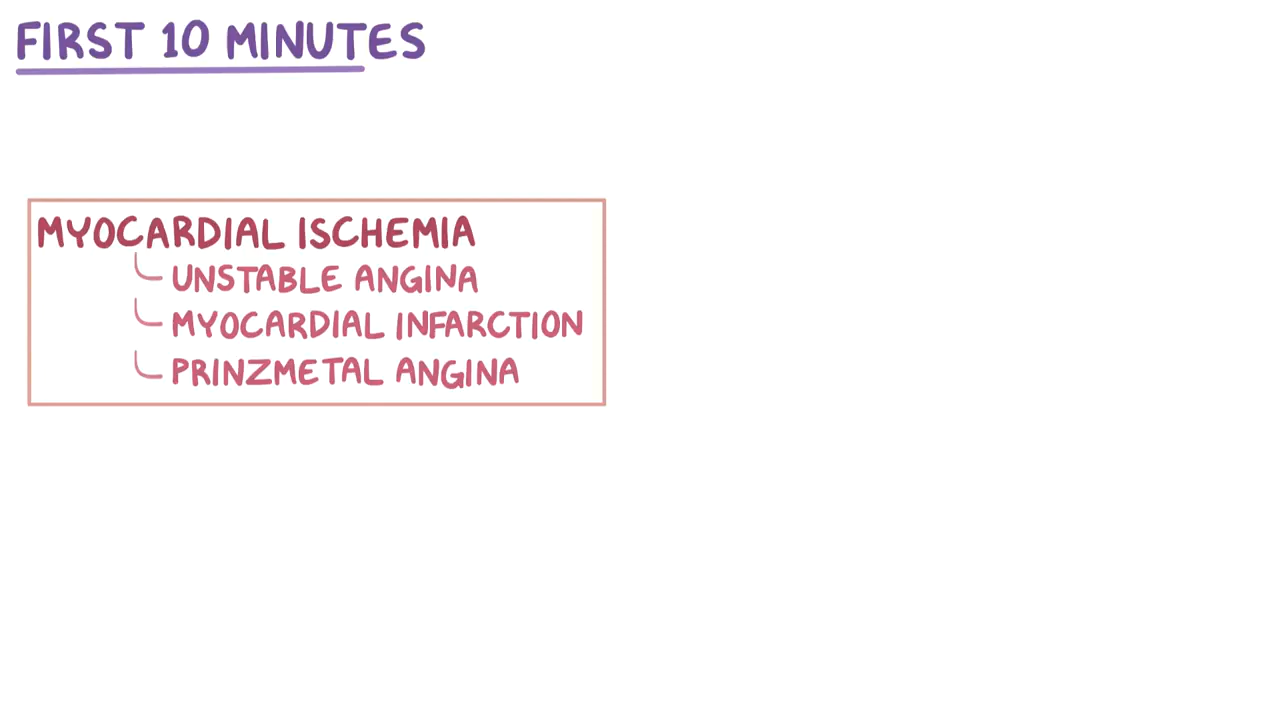 FIRST 10 MINUTES
MYOCARDIAL ISCHEMIA
UNSTABLE ANGINA
MYOCARDIAL INFARCTION
PRINZMETAL ANGINA